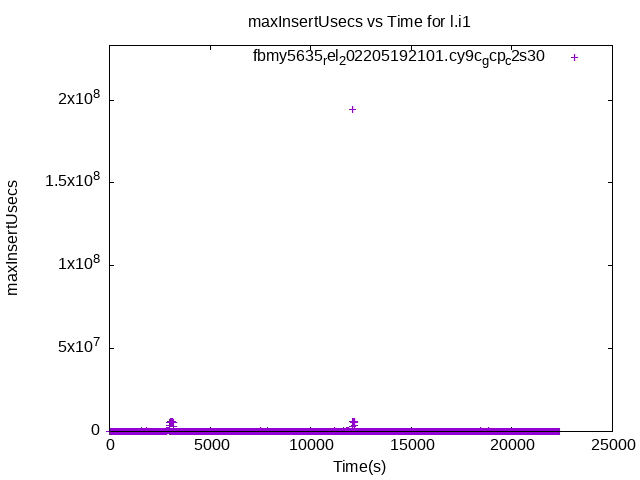 maxInsertUsecs vs Time for l.i1
fbmy5635rel202205192101.cy9cgcpc2s30
2x10^8
1.5x10^8
1x10^8
5x10^7
0
maxInsertUsecs
0 5000 10000 15000 20000 25000
Time(s)